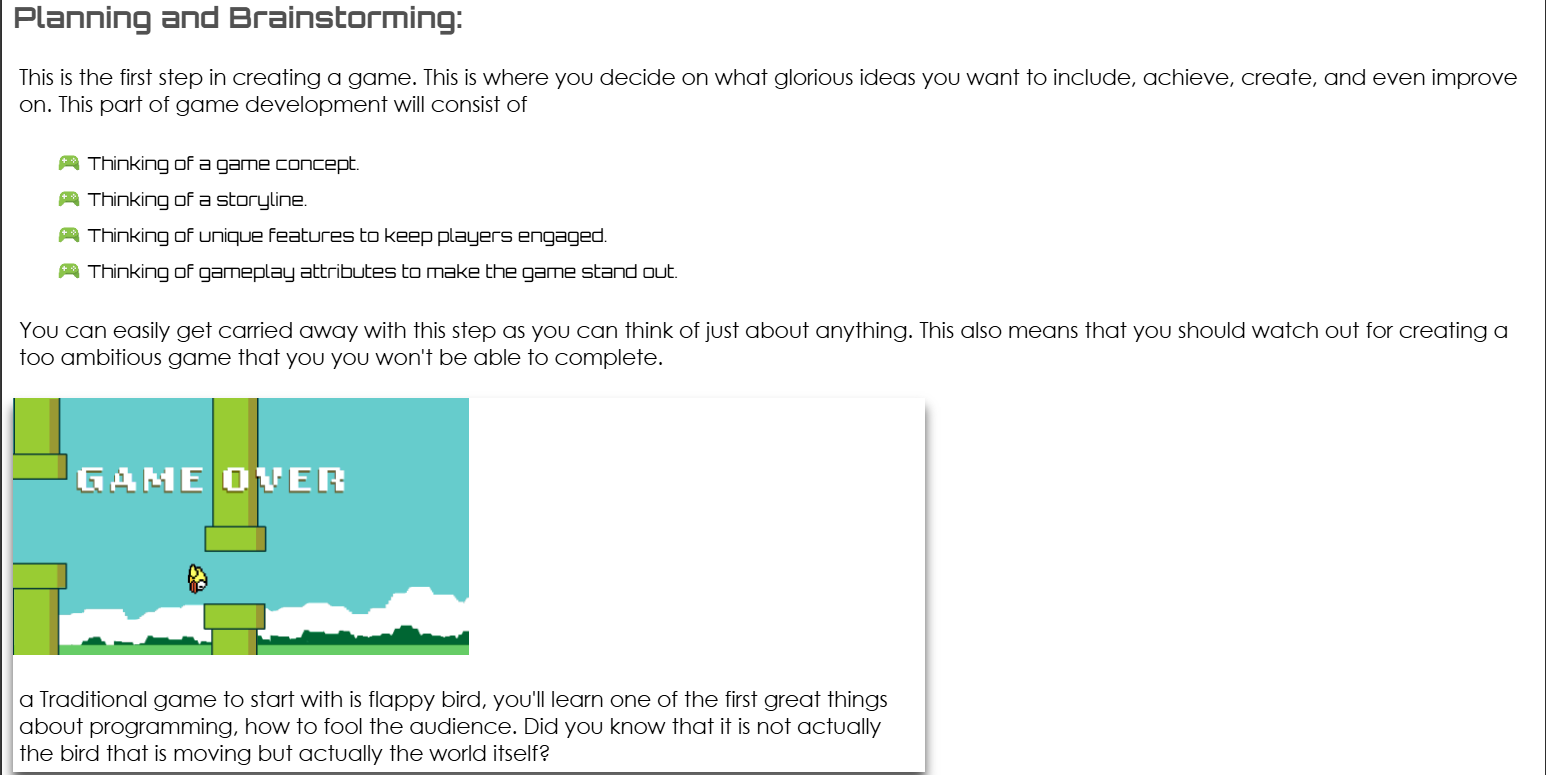 Planning and Brainstorming:
This is the first step in creating a game. This is where you decide on what glorious ideas you want to include, achieve, create, and even improve
on. This part of game development will consist of
Thinking of a game concept.
Thinking of a storyline.
Thinking of unique features to keep players engaged.
Thinking of gameplay attributes to make the game stand out.
You can easily get carried away with this step as you can think of just about anything. This also means that you should watch out for creating a
too ambitious game that you you won't be able to complete.
GAME OVER
a Traditional game to start with is flappy bird, you'll learn one of the first great things
about programming, how to fool the audience. Did you know that it is not actually
the bird that is moving but actually the world itself?